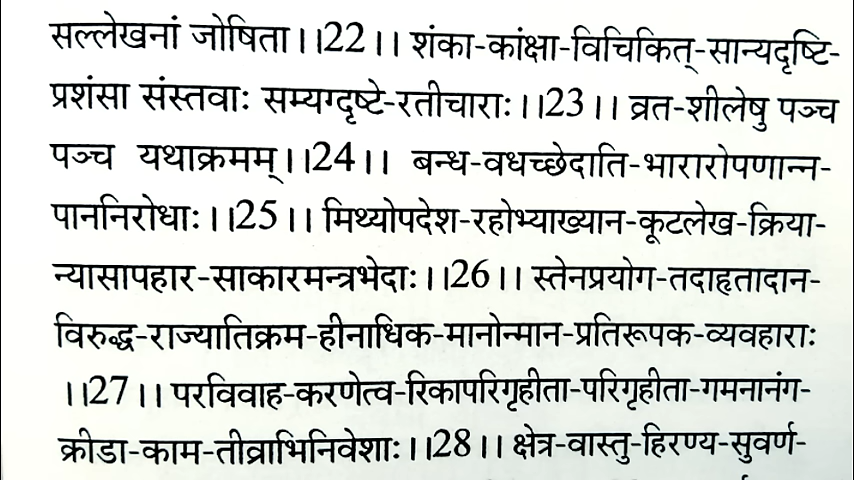 सल्लेखनां जोषिता।।22।। शंका-कांक्षा-विचिकित्-सान्यदृष्टि-
प्रशंसा संस्तवाः सम्यग्दृष्टे-रतीचाराः।।23।। व्रत-शीलेषु पञ्च
पञ्च यथाक्रमम्।।24।। बन्ध-वधच्छेदाति-भारारोपणान्न-
पाननिरोधाः।।25।। मिथ्योपदेश-रहोभ्याख्यान-कूटलेख-क्रिया-
न्यासापहार-साकारमन्त्रभेदाः।।26।। स्तेनप्रयोग-तदाहृतादान-
विरुद्ध-राज्यातिक्रम-हीनाधिक-मानोन्मान-प्रतिरूपक-व्यवहाराः
।।27।। परविवाह-करणेत्व-रिकापरिगृहीता-परिगृहीता-गमनानंग-
क्रीडा-काम-तीव्राभिनिवेशाः।।28।। क्षेत्र-वास्तु-हिरण्य-सुवर्ण-